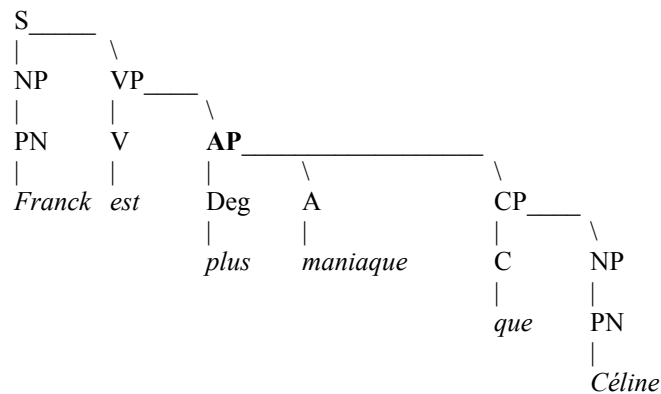 S
NP VP
PN V AP
Franck est Deg A CP
plus maniaque C NP
que PN
Céline